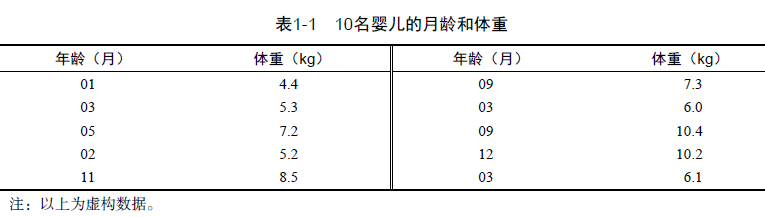 表1-1 10名婴儿的月龄和体重
年龄（月） 体重（kg） 年龄（月） 体重（kg）
01 4.4 09 7.3
03 5.3 03 6.0
05 7.2 09 10.4
02 5.2 12 10.2
11 8.5 03 6.1
注：以上为虚构数据。